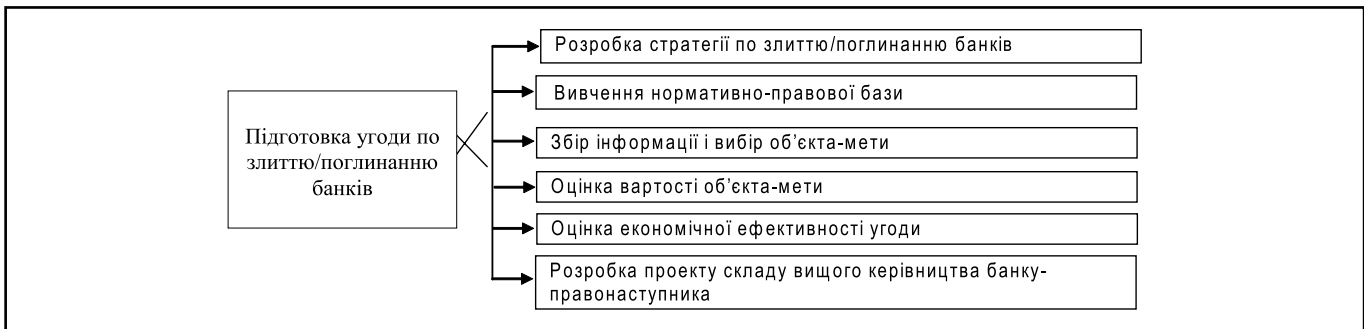 Підготовка угоди по
злиттю/поглинанню
банків
Розробка стратегії по злиттю/поглинанню банків
Вивчення нормативно-правової бази
Збір інформації і вибір об’єкта-мети
Оцінка вартості об’єкта-мети
Оцінка економічної ефективності угоди
Розробка проекту складу вищого керівництва банку-
правонаступника